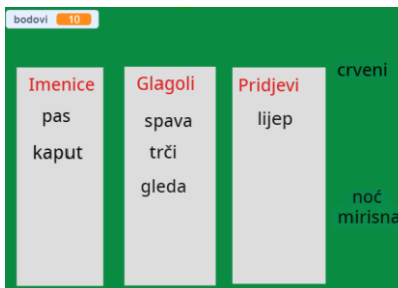 bodovi 10
Imenice
pas
kaput
Glagoli
spava
trči
gleda
Pridjevi
lijep
crveni
noć
mirisna